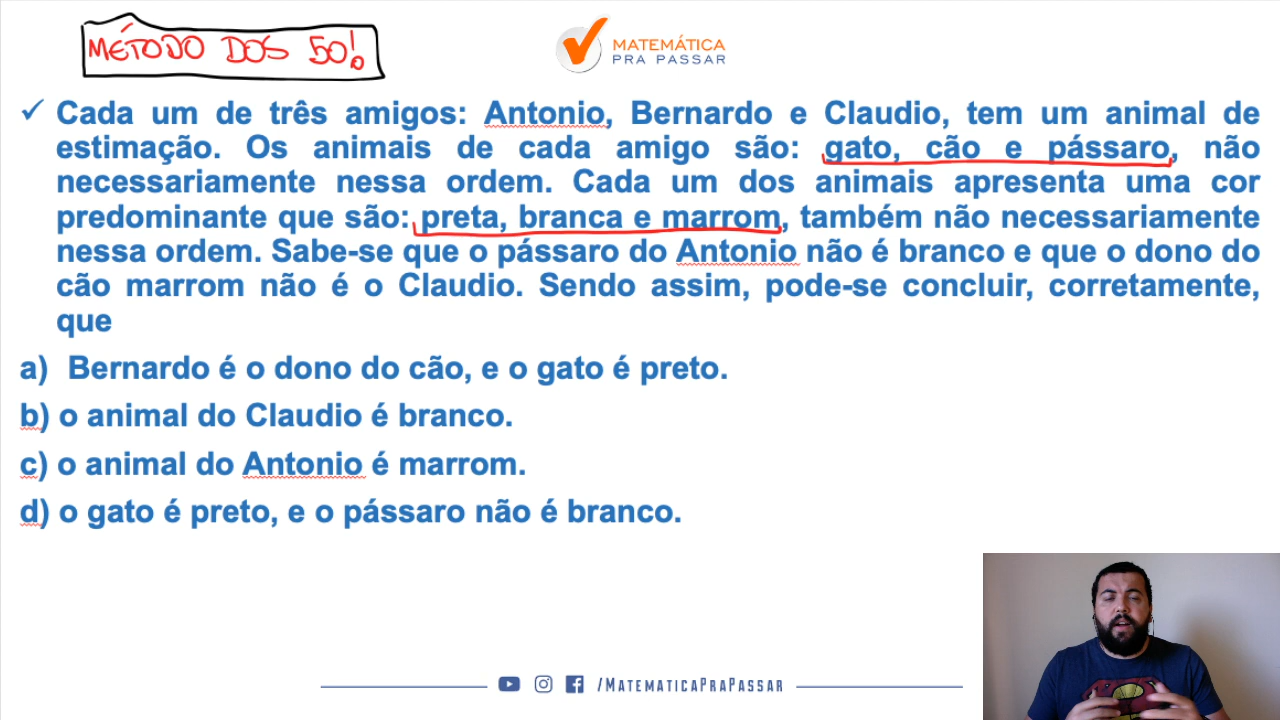 MÉTODO DOS 50!
MATEMÁTICA
PRA PASSAR
✓ Cada um de três amigos: Antonio, Bernardo e Claudio, tem um animal de
estimação. Os animais de cada amigo são: gato, cão e pássaro, não
necessariamente nessa ordem. Cada um dos animais apresenta uma cor
predominante que são: preta, branca e marrom, também não necessariamente
nessa ordem. Sabe-se que o pássaro do Antonio não é branco e que o dono do
cão marrom não é o Claudio. Sendo assim, pode-se concluir, corretamente,
que
a) Bernardo é o dono do cão, e o gato é preto.
b) o animal do Claudio é branco.
c) o animal do Antonio é marrom.
d) o gato é preto, e o pássaro não é branco.
/MATEMATICAPRAPASSAR